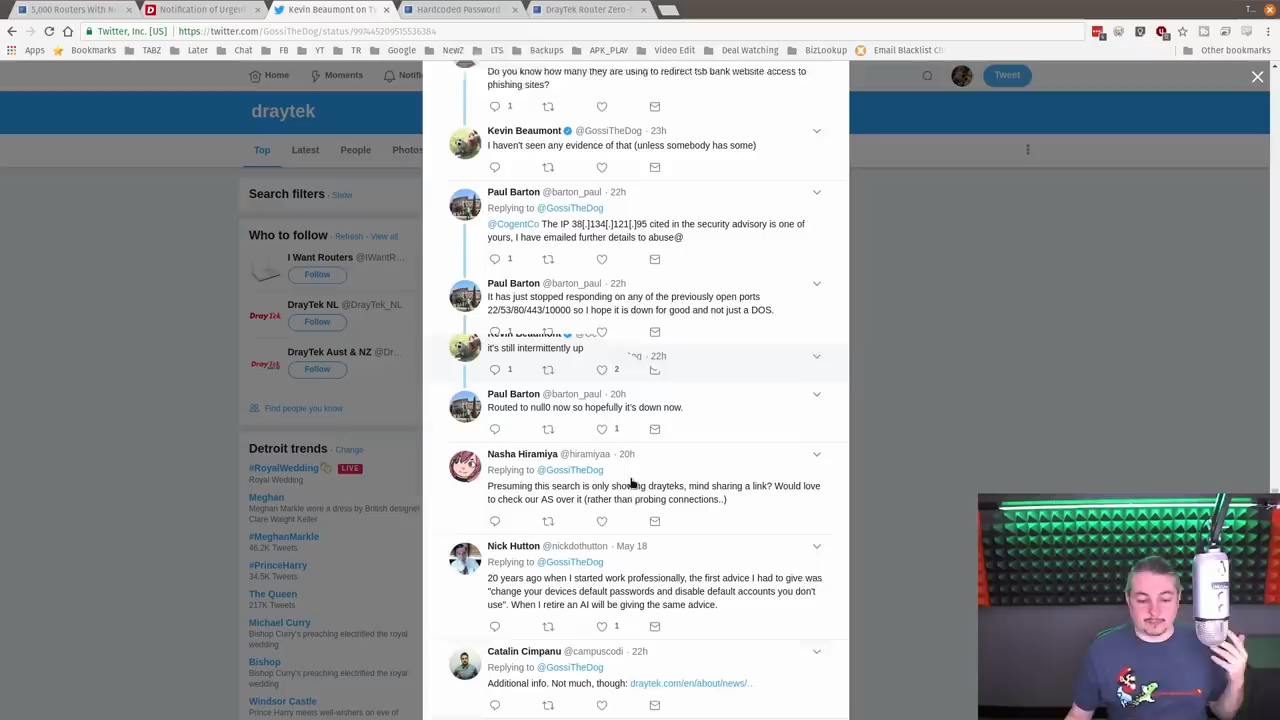 5,000 Routers With N
Notification of Urgen
Kevin Beaumont on Tw
Hardcoded Password
DrayTek Router Zero-
Twitter, Inc. [US]
https://twitter.com/GossiTheDog/status/997445209515536384
Apps
Bookmarks
TABZ
Later
Chat
FB
YT
TR
Google
NewZ
LTS
Backups
APK_PLAY
Video Edit
Deal Watching
BizLookup
Email Blacklist Ch
Other bookmarks
Home
Moments
Notifi
Tweet
draytek
Top
Latest
People
Photos
Search filters · Show
Who to follow · Refresh · View all
I Want Routers @IWantR...
Follow
DrayTek NL @DrayTek_NL
Follow
DrayTek Aust & NZ @Dr...
Follow
Find people you know
Detroit trends · Change
#RoyalWedding LIVE
Royal Wedding
Meghan
Meghan Markle wore a dress by British designer
Clare Waight Keller
#MeghanMarkle
46.2K Tweets
#PrinceHarry
34.5K Tweets
The Queen
217K Tweets
Michael Curry
Bishop Curry's preaching electrified the royal
wedding
Bishop
Bishop Curry's preaching electrified the royal
wedding
Windsor Castle
Prince Harry meets well-wishers on eve of
Do you know how many they are using to redirect tsb bank website access to
phishing sites?
1
Kevin Beaumont @GossiTheDog · 23h
I haven't seen any evidence of that (unless somebody has some)
Paul Barton @barton_paul · 22h
Replying to @GossiTheDog
@CogentCo The IP 38[.]134[.]121[.]95 cited in the security advisory is one of
yours, I have emailed further details to abuse@
1
Paul Barton @barton_paul · 22h
It has just stopped responding on any of the previously open ports
22/53/80/443/10000 so I hope it is down for good and not just a DOS.
1
Kevin Beaumont
og · 22h
it's still intermittently up
1
2
Paul Barton @barton_paul · 20h
Routed to null0 now so hopefully it's down now.
1
Nasha Hiramiya @hiramiyaa · 20h
Replying to @GossiTheDog
Presuming this search is only showing drayteks, mind sharing a link? Would love
to check our AS over it (rather than probing connections..)
Nick Hutton @nickdothutton · May 18
Replying to @GossiTheDog
20 years ago when I started work professionally, the first advice I had to give was
"change your devices default passwords and disable default accounts you don't
use". When I retire an AI will be giving the same advice.
1
Catalin Cimpanu @campuscodi · 22h
Replying to @GossiTheDog
Additional info. Not much, though: draytek.com/en/about/news/...